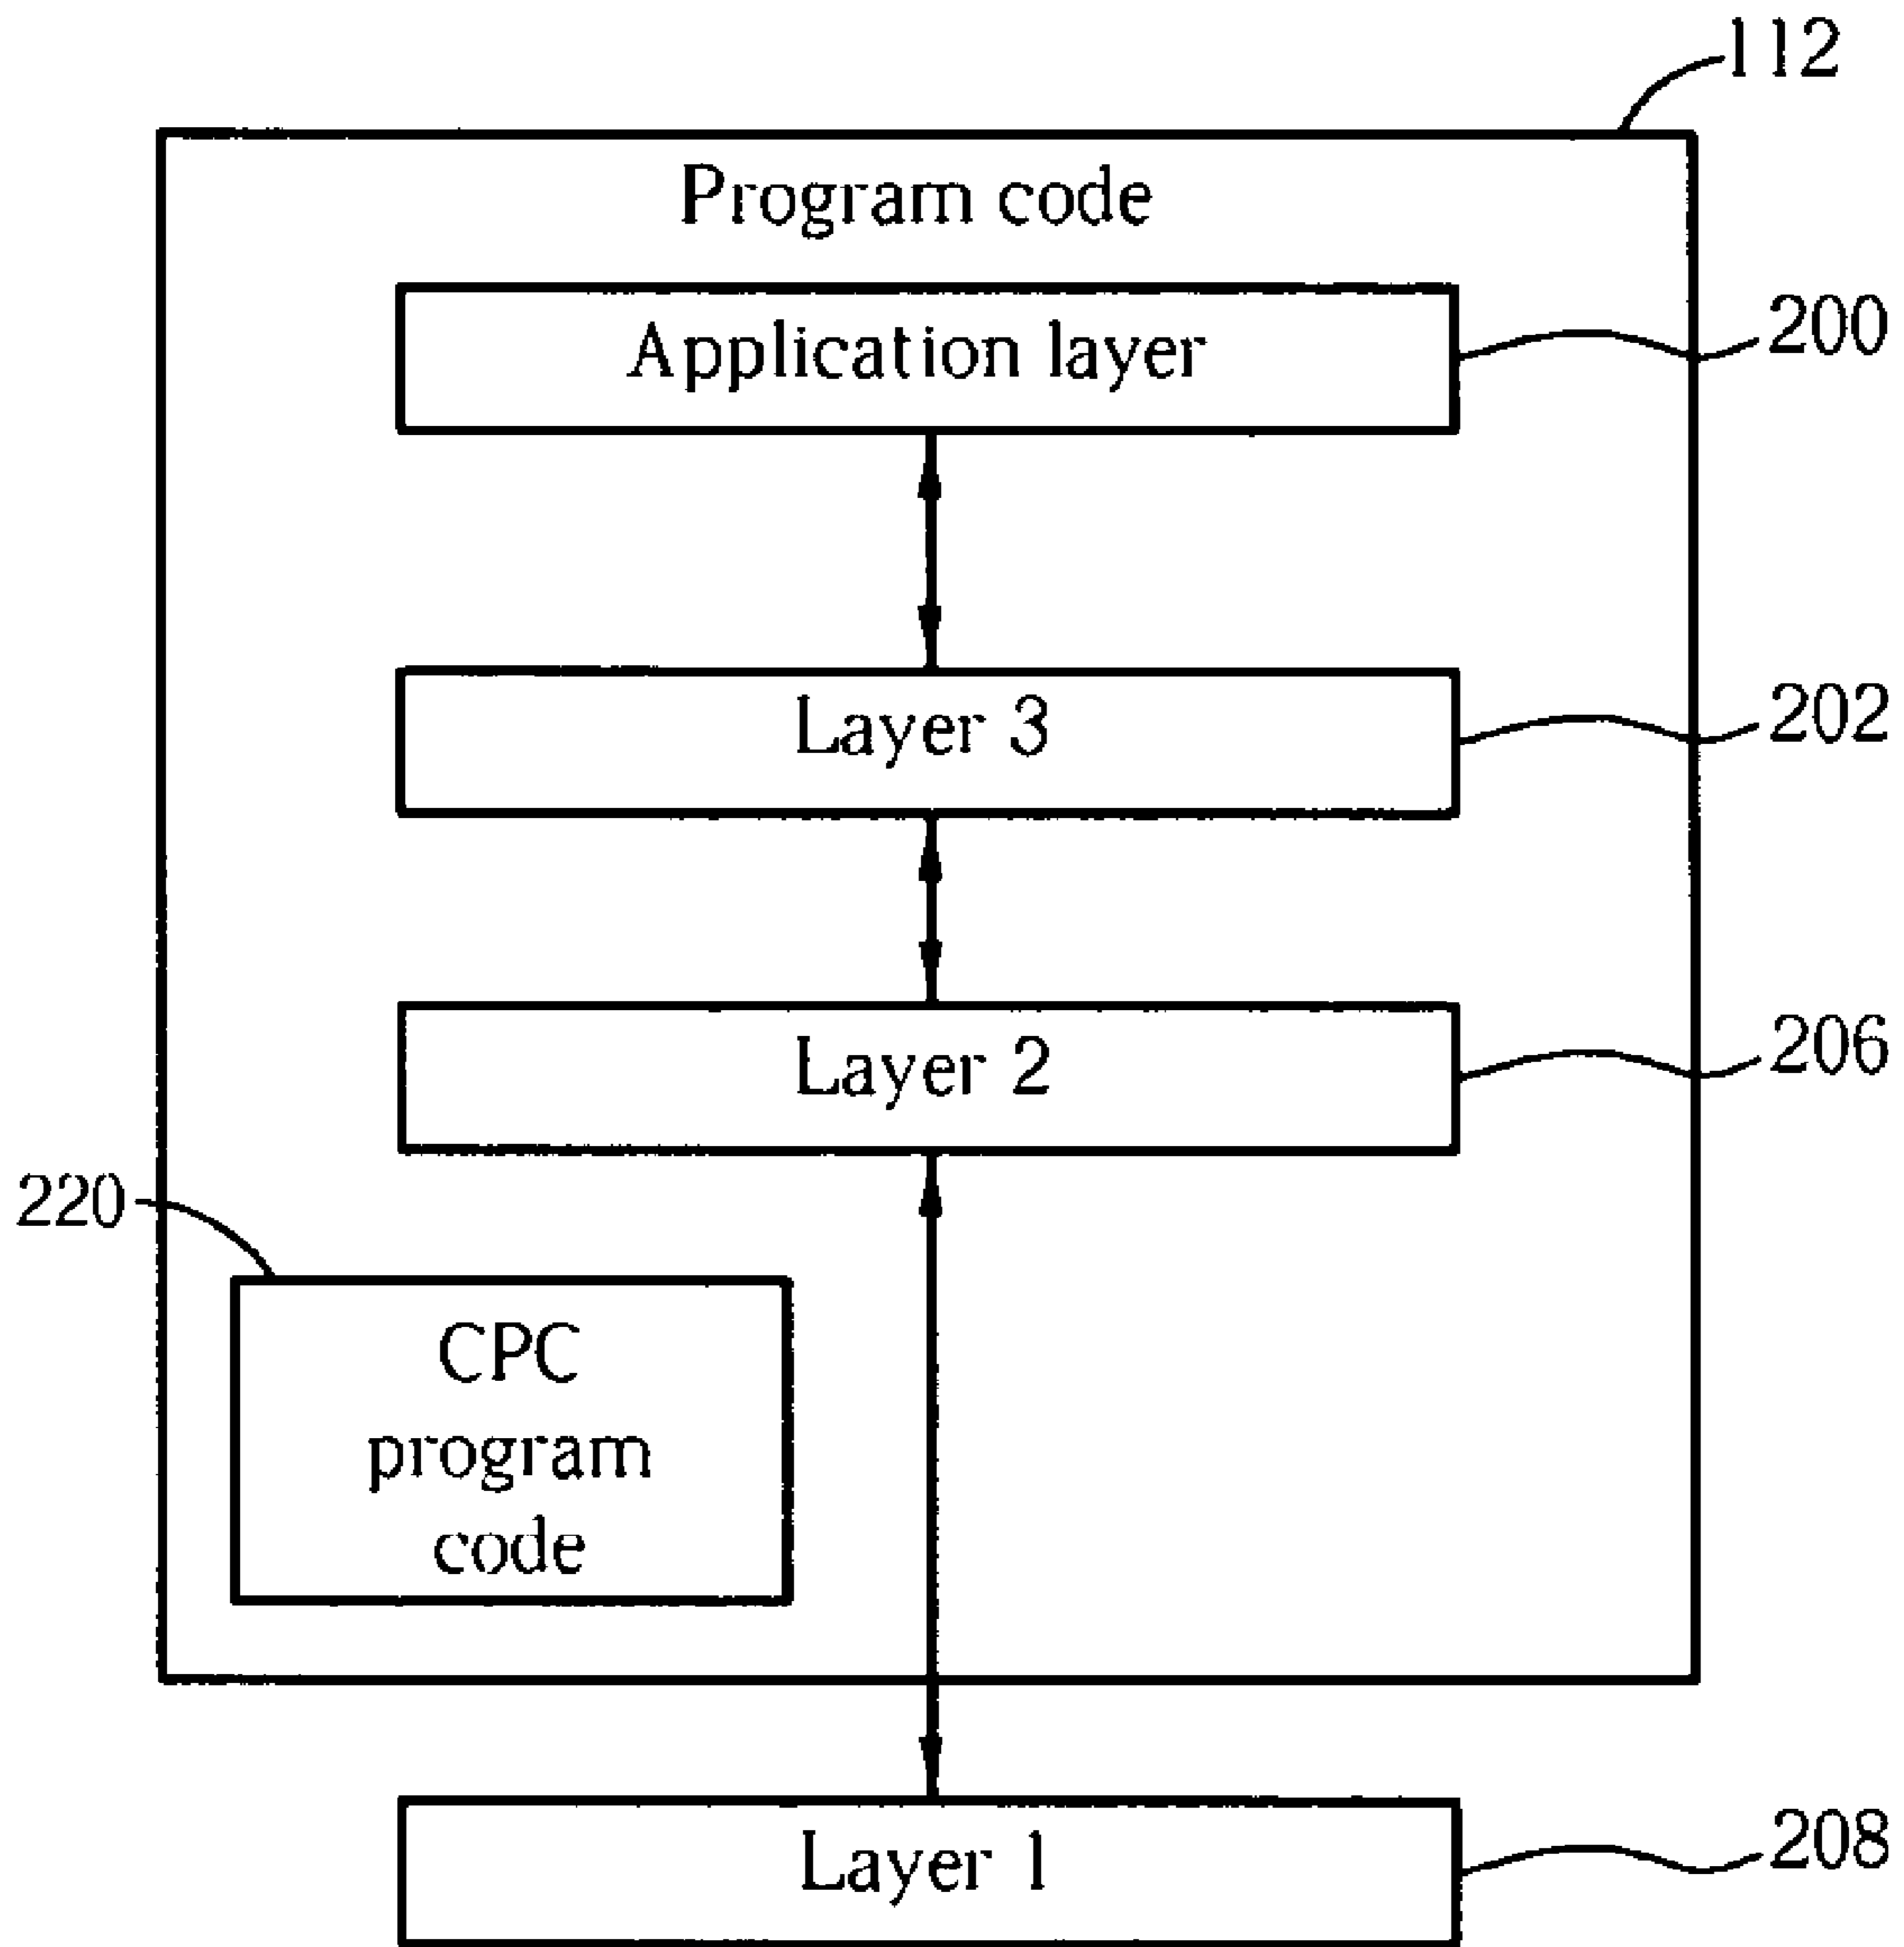 112
Program code
Application layer
200
Layer 3
202
Layer 2
206
220
CPC
program
code
Layer 1
208